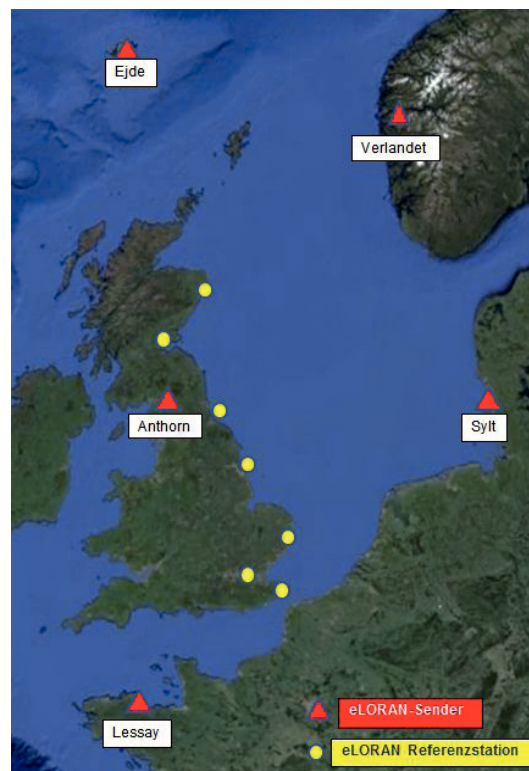 Ejde
Verlandet
Anthorn
Sylt
Lessay
eLORAN-Sender
eLORAN Referenzstation